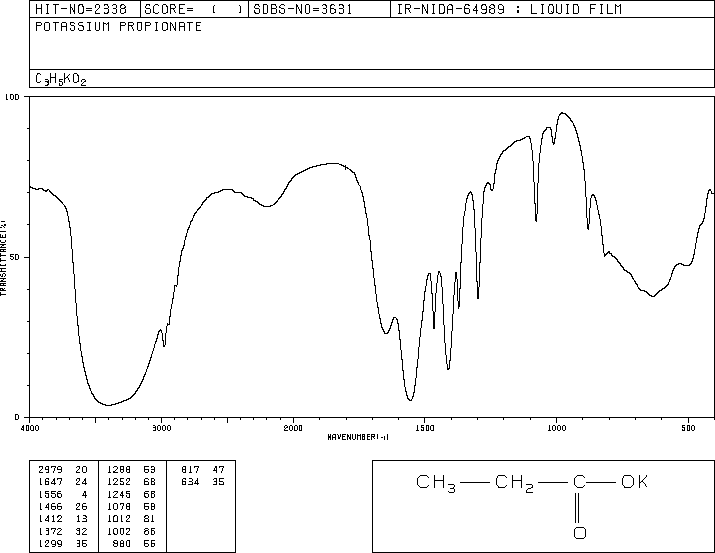 HIT-NO=2338 SCORE= ( ) SDBS-NO=3631 IR-NIDA-64989 : LIQUID FILM
POTASSIUM PROPIONATE
C3H5KO2
100
50
0
TRANSMITTANCE(%)
4000 3000 2000 1500 1000 500
WAVENUMBER(-1)
2979 20 1288 59 817 47
1647 24 1252 68 634 35
1556 4 1245 66
1466 26 1078 58
1412 13 1012 81
1372 32 1002 86
1299 35 880 55
CH3 CH2 C OK
O